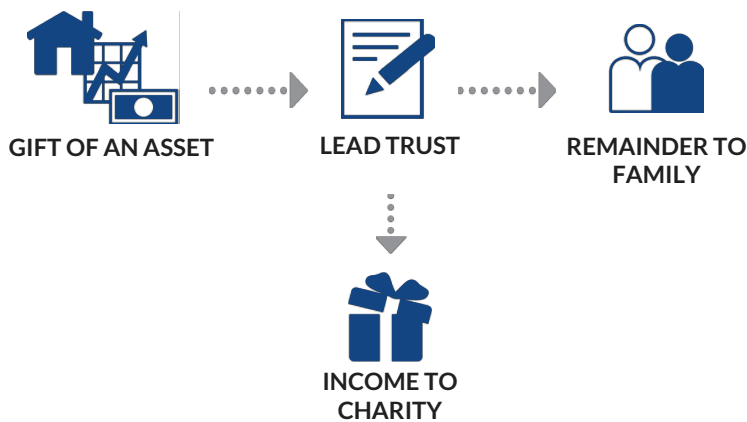 GIFT OF AN ASSET
LEAD TRUST
REMAINDER TO
FAMILY
INCOME TO
CHARITY